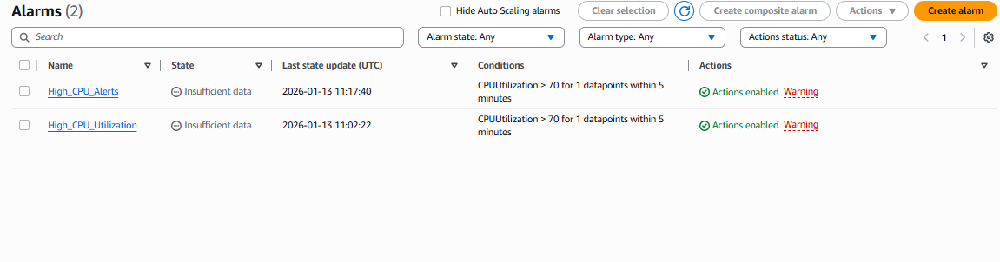 Alarms (2)
Hide Auto Scaling alarms
Clear selection
Create composite alarm
Actions
Create alarm
Search
Alarm state: Any
Alarm type: Any
Actions status: Any
1
Name State Last state update (UTC) Conditions Actions
High_CPU_Alerts Insufficient data 2026-01-13 11:17:40 CPUUtilization > 70 for 1 datapoints within 5
minutes
Actions enabled Warning
High_CPU_Utilization Insufficient data 2026-01-13 11:02:22 CPUUtilization > 70 for 1 datapoints within 5
minutes
Actions enabled Warning